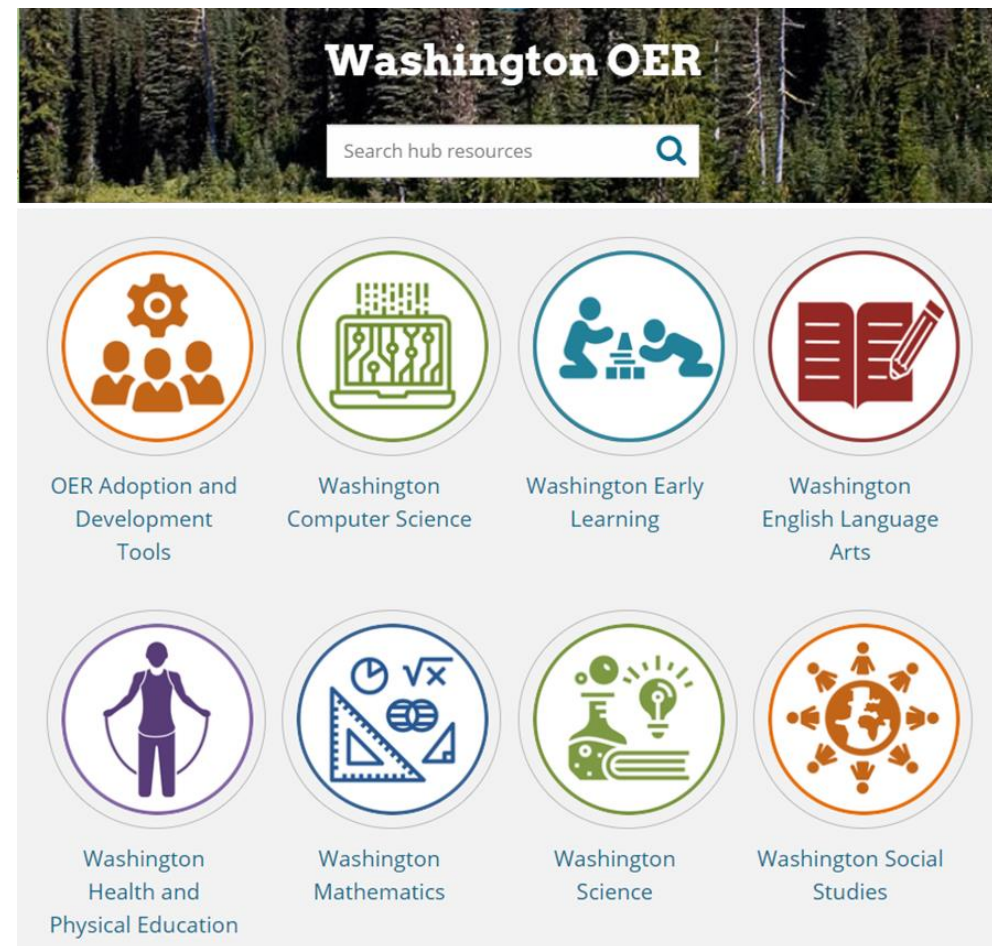 Washington OER
Search hub resources
OER Adoption and
Development
Tools
Washington
Computer Science
Washington Early
Learning
Washington
English Language
Arts
√x
Washington
Health and
Physical Education
Washington
Mathematics
Washington
Science
Washington Social
Studies